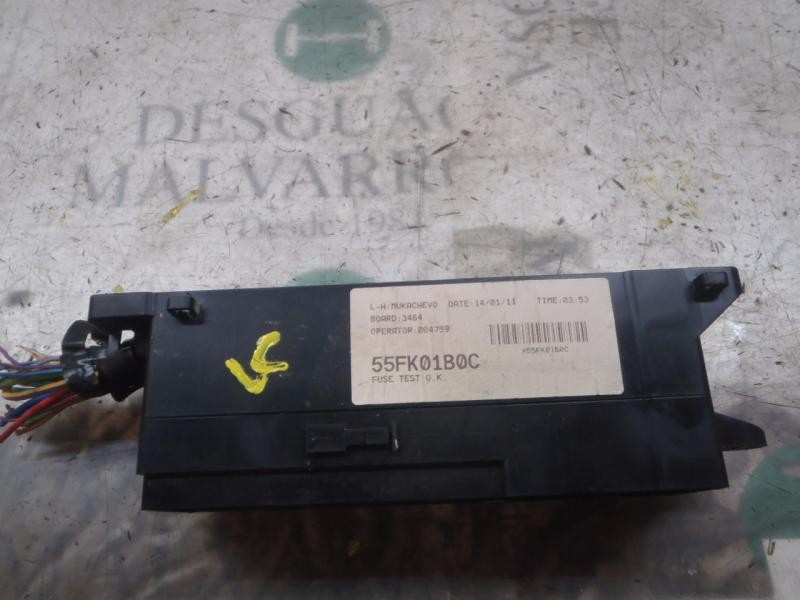 DESGUAC
MALVARR
Desde 198
L-H/MUKACHEVO DATE:14/01/11 TIME:03:53
BOARD:3464
OPERATOR:004759
X55FK01B0C
55FK01B0C
FUSE TEST O.K.